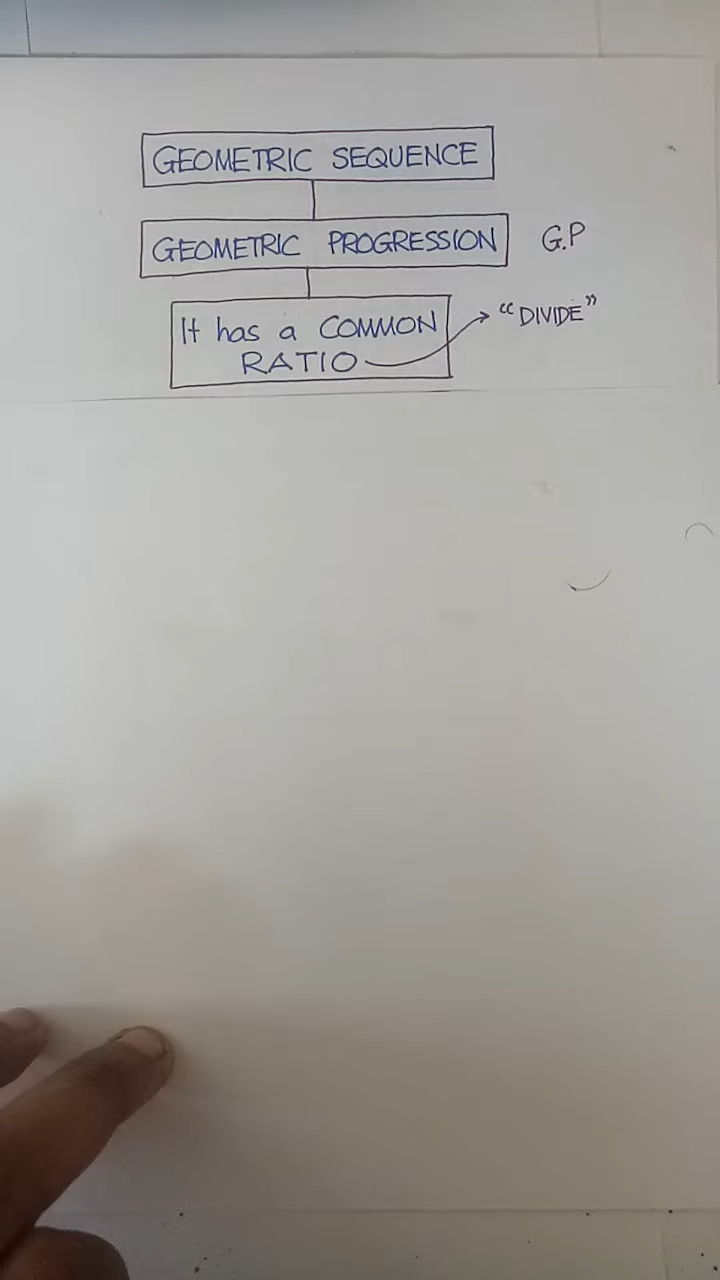 GEOMETRIC SEQUENCE
GEOMETRIC PROGRESSION G.P
It has a COMMON
RATIO
"DIVIDE"